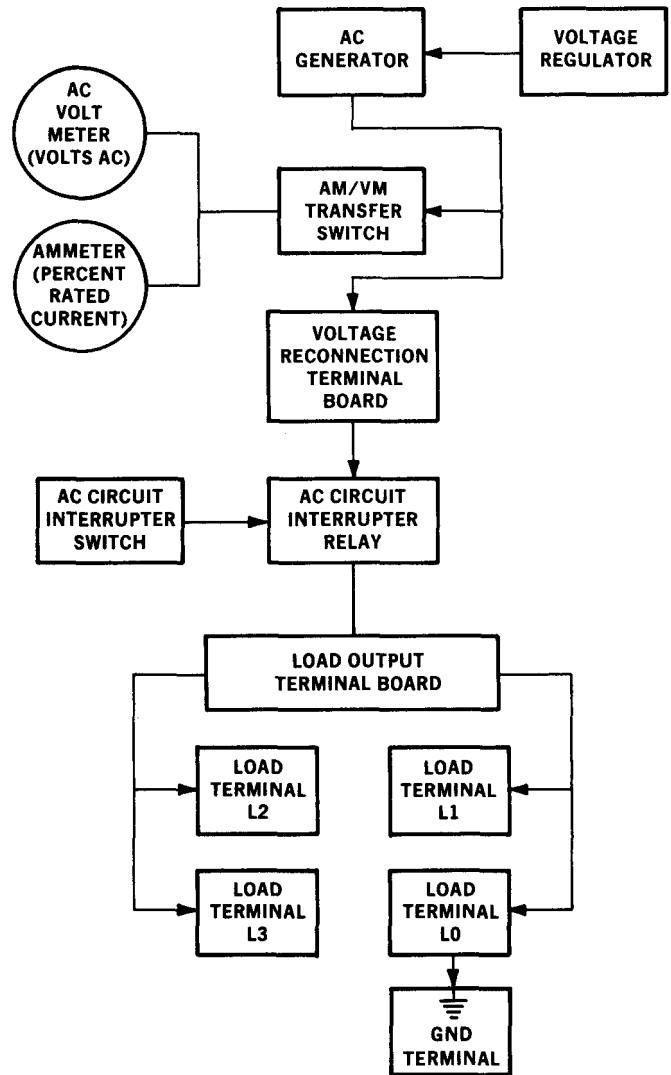 AC
GENERATOR
VOLTAGE
REGULATOR
AC
VOLT
METER
(VOLTS AC)
AM/VM
TRANSFER
SWITCH
AMMETER
(PERCENT
RATED
CURRENT)
VOLTAGE
RECONNECTION
TERMINAL
BOARD
AC CIRCUIT
INTERRUPTER
SWITCH
AC CIRCUIT
INTERRUPTER
RELAY
LOAD OUTPUT
TERMINAL BOARD
LOAD
TERMINAL
L2
LOAD
TERMINAL
L1
LOAD
TERMINAL
L3
LOAD
TERMINAL
L0
GND
TERMINAL